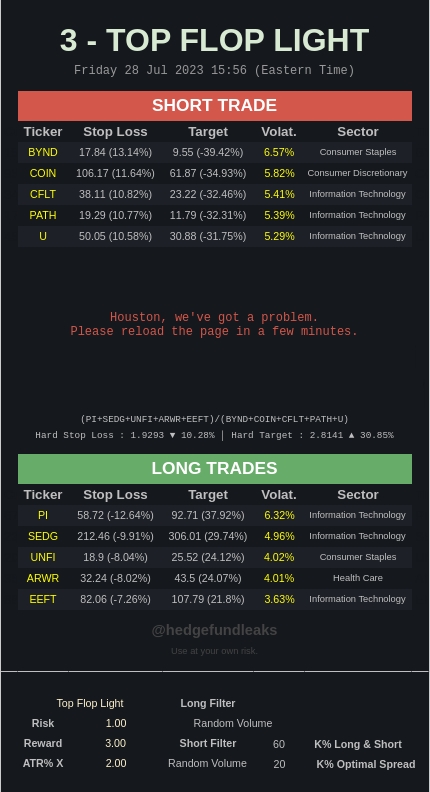 3 - TOP FLOP LIGHT
Friday 28 Jul 2023 15:56 (Eastern Time)
SHORT TRADE
Ticker Stop Loss Target Volat. Sector
BYND 17.84 (13.14%) 9.55 (-39.42%) 6.57% Consumer Staples
COIN 106.17 (11.64%) 61.87 (-34.93%) 5.82% Consumer Discretionary
CFLT 38.11 (10.82%) 23.22 (-32.46%) 5.41% Information Technology
PATH 19.29 (10.77%) 11.79 (-32.31%) 5.39% Information Technology
U 50.05 (10.58%) 30.88 (-31.75%) 5.29% Information Technology
Houston, we've got a problem.
Please reload the page in a few minutes.
(PI+SEDG+UNFI+ARWR+EEFT)/(BYND+COIN+CFLT+PATH+U)
Hard Stop Loss : 1.9293 ▼ 10.28% | Hard Target : 2.8141 ▲ 30.85%
LONG TRADES
Ticker Stop Loss Target Volat. Sector
PI 58.72 (-12.64%) 92.71 (37.92%) 6.32% Information Technology
SEDG 212.46 (-9.91%) 306.01 (29.74%) 4.96% Information Technology
UNFI 18.9 (-8.04%) 25.52 (24.12%) 4.02% Consumer Staples
ARWR 32.24 (-8.02%) 43.5 (24.07%) 4.01% Health Care
EEFT 82.06 (-7.26%) 107.79 (21.8%) 3.63% Information Technology
@hedgefundleaks
Use at your own risk.
Top Flop Light Long Filter
Risk 1.00 Random Volume
Reward 3.00 Short Filter 60 K% Long & Short
ATR% X 2.00 Random Volume 20 K% Optimal Spread